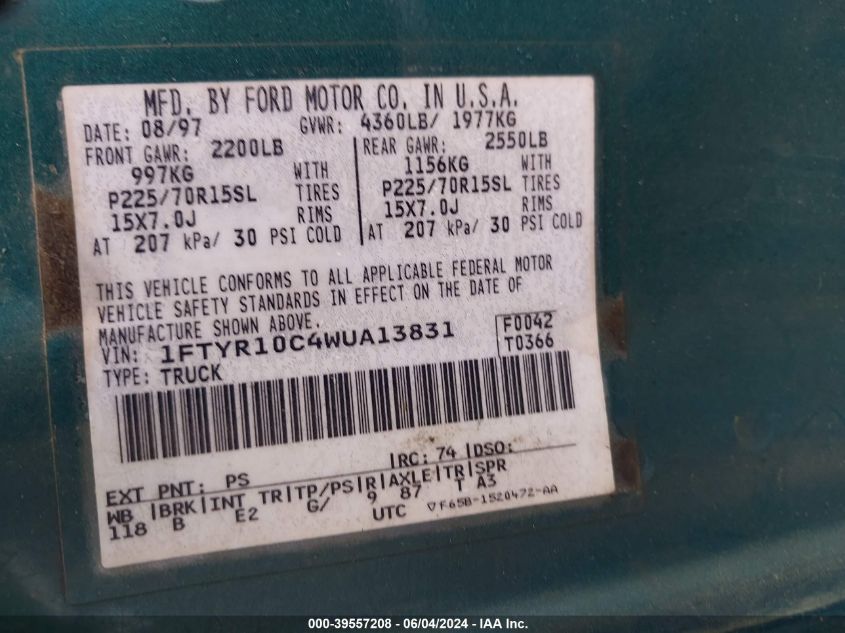 MFD. BY FORD MOTOR CO. IN U.S.A.
DATE: 08/97 GVWR: 4360LB/ 1977KG
FRONT GAWR: 2200LB REAR GAWR: 2550LB
997KG WITH 1156KG WITH
P225/70R15SL TIRES P225/70R15SL TIRES
15X7.0J RIMS 15X7.0J RIMS
AT 207 kPa/ 30 PSI COLD AT 207 kPa/ 30 PSI COLD
THIS VEHICLE CONFORMS TO ALL APPLICABLE FEDERAL MOTOR
VEHICLE SAFETY STANDARDS IN EFFECT ON THE DATE OF
MANUFACTURE SHOWN ABOVE.
VIN: 1FTYR10C4WUA13831 F0042
TYPE: TRUCK T0366
EXT PNT: PS RC: 74 DSO:
WB BRK INT TR TP/PS R AXLE TR SPR
118 B E2 G/ 9 87 T A3
UTC ▽F65B-1520472-AA
000-39557208 - 06/04/2024 - IAA Inc.